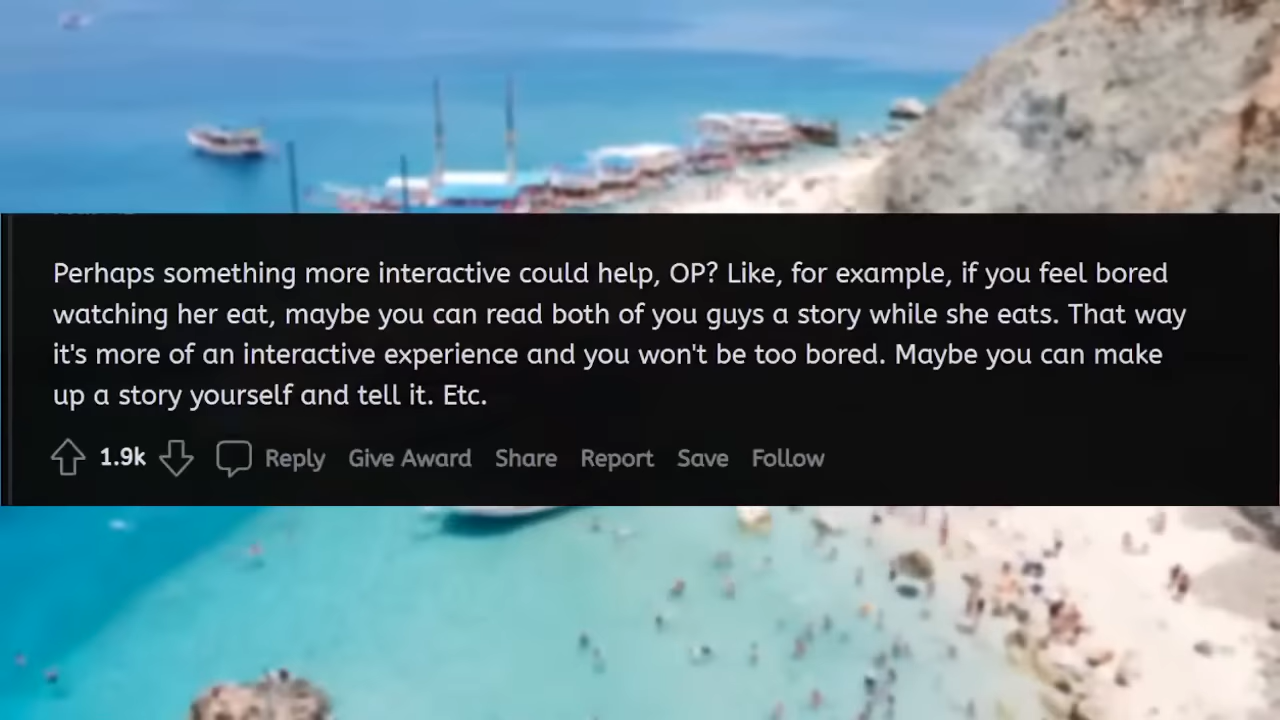 Perhaps something more interactive could help, OP? Like, for example, if you feel bored
watching her eat, maybe you can read both of you guys a story while she eats. That way
it's more of an interactive experience and you won't be too bored. Maybe you can make
up a story yourself and tell it. Etc.
1.9k Reply Give Award Share Report Save Follow